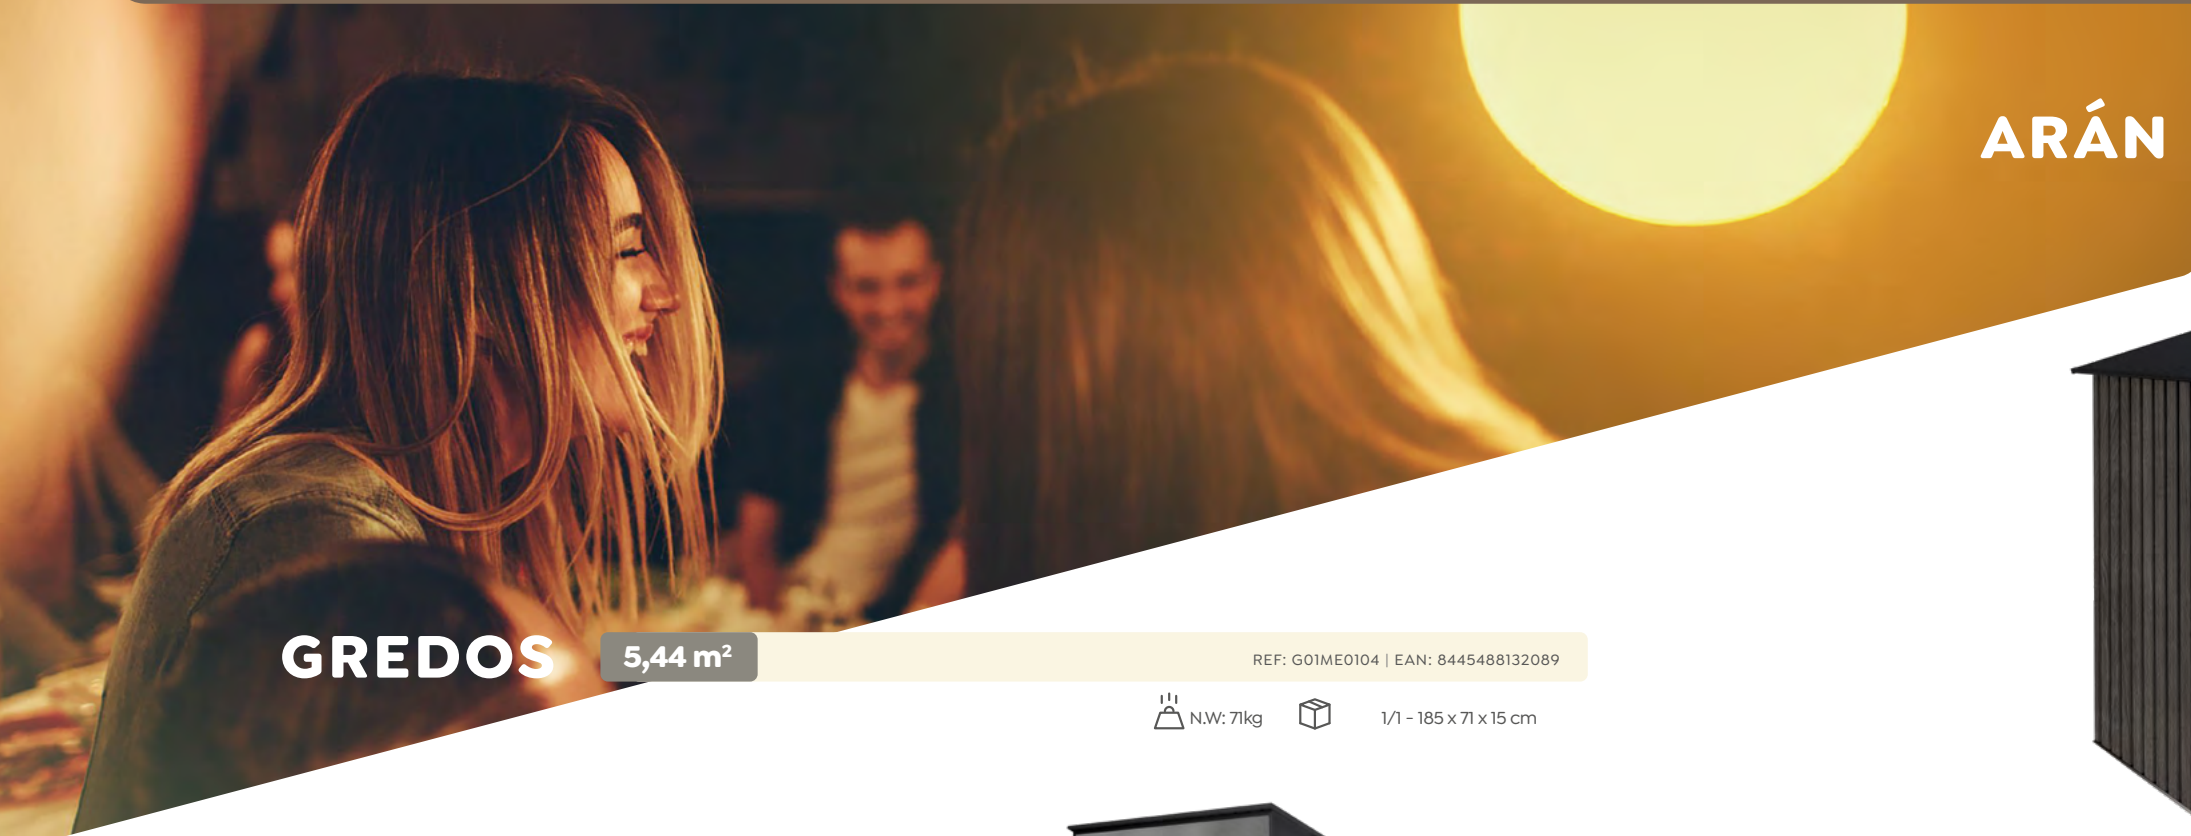 ARÁN
GREDOS
5,44 m²
REF: G01ME0104 | EAN: 8445488132089
N.W: 71kg
1/1 - 185 x 71 x 15 cm